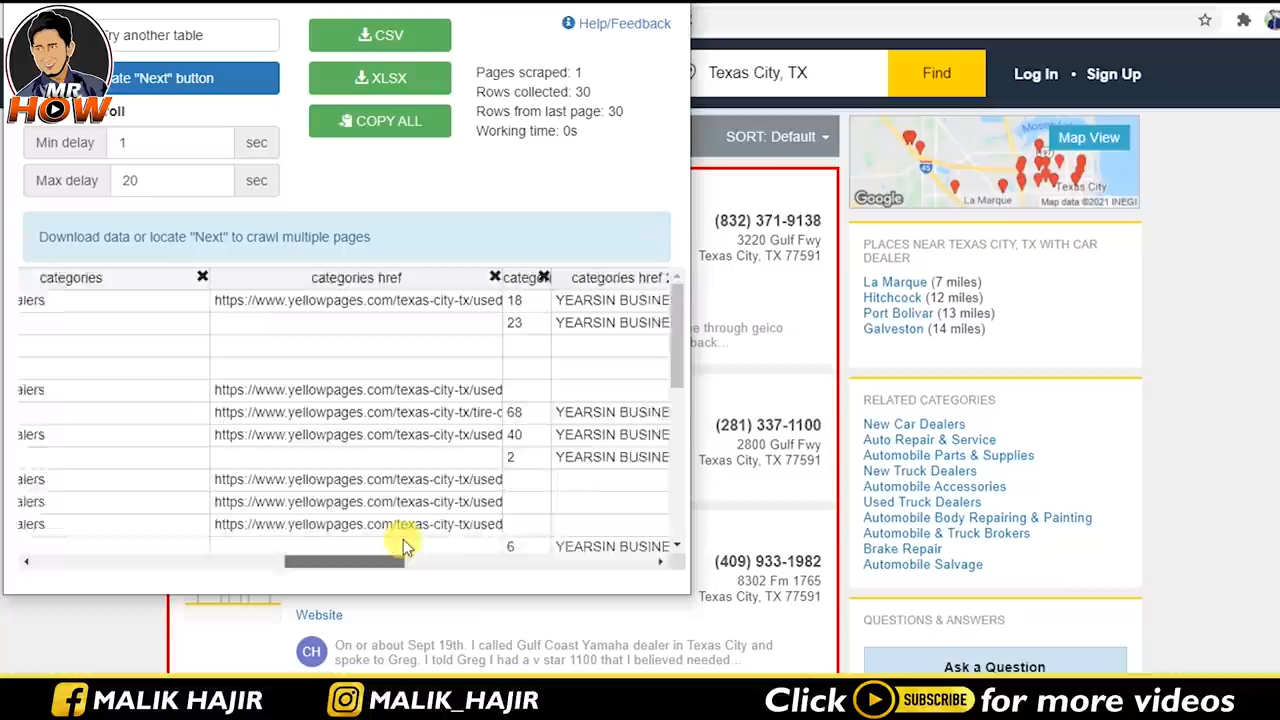 MR
HOW
ry another table
ate "Next" button
oll
Min delay 1 sec
Max delay 20 sec
CSV
XLSX
COPY ALL
Help/Feedback
Pages scraped: 1
Rows collected: 30
Rows from last page: 30
Working time: 0s
Download data or locate "Next" to crawl multiple pages
categories categories href categor categories href 2
alers https://www.yellowpages.com/texas-city-tx/used 18 YEARSIN BUSINE
23 YEARSIN BUSINE
alers https://www.yellowpages.com/texas-city-tx/used
https://www.yellowpages.com/texas-city-tx/tire-c 68 YEARSIN BUSINE
alers https://www.yellowpages.com/texas-city-tx/used 40 YEARSIN BUSINE
2 YEARSIN BUSINE
alers https://www.yellowpages.com/texas-city-tx/used
alers https://www.yellowpages.com/texas-city-tx/used
alers https://www.yellowpages.com/texas-city-tx/used
6 YEARSIN BUSINE
Texas City, TX
Find
Log In • Sign Up
SORT: Default
Map View
Texas City
La Marque
45
Google
Map data ©2021 INEGI
(832) 371-9138
3220 Gulf Fwy
Texas City, TX 77591
e through geico
back...
(281) 337-1100
2800 Gulf Fwy
Texas City, TX 77591
(409) 933-1982
8302 Fm 1765
Texas City, TX 77591
Website
CH
On or about Sept 19th. I called Gulf Coast Yamaha dealer in Texas City and
spoke to Greg. I told Greg I had a v star 1100 that I believed needed...
PLACES NEAR TEXAS CITY, TX WITH CAR
DEALER
La Marque (7 miles)
Hitchcock (12 miles)
Port Bolivar (13 miles)
Galveston (14 miles)
RELATED CATEGORIES
New Car Dealers
Auto Repair & Service
Automobile Parts & Supplies
New Truck Dealers
Automobile Accessories
Used Truck Dealers
Automobile Body Repairing & Painting
Automobile & Truck Brokers
Brake Repair
Automobile Salvage
QUESTIONS & ANSWERS
Ask a Question
MALIK HAJIR
MALIK_HAJIR
Click SUBSCRIBE for more videos